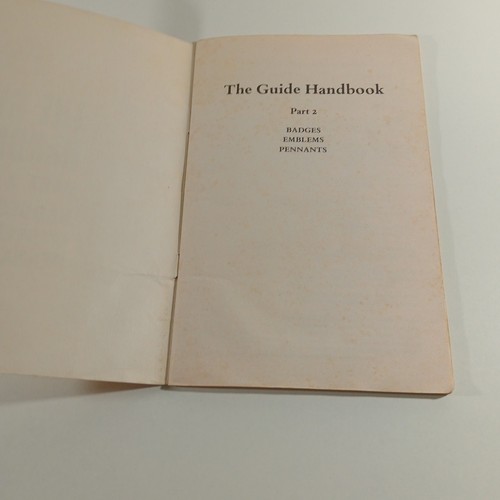 The Guide Handbook
Part 2
BADGES
EMBLEMS
PENNANTS